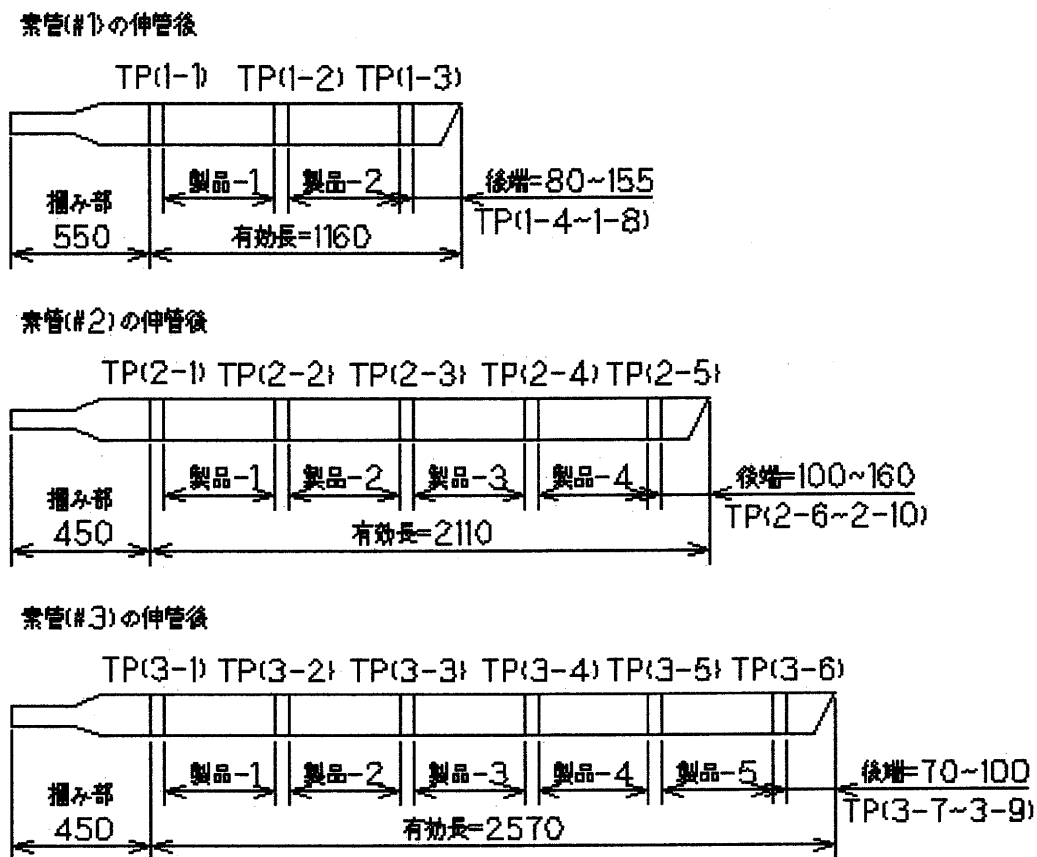 素管(#1)の伸管後
TP(1-1) TP(1-2) TP(1-3)
製品-1 製品-2 後端=80~155
掴み部 TP(1-4~1-8)
550 有効長=1160
素管(#2)の伸管後
TP(2-1) TP(2-2) TP(2-3) TP(2-4) TP(2-5)
製品-1 製品-2 製品-3 製品-4 後端=100~160
掴み部 TP(2-6~2-10)
450 有効長=2110
素管(#3)の伸管後
TP(3-1) TP(3-2) TP(3-3) TP(3-4) TP(3-5) TP(3-6)
製品-1 製品-2 製品-3 製品-4 製品-5 後端=70~100
掴み部 TP(3-7~3-9)
450 有効長=2570